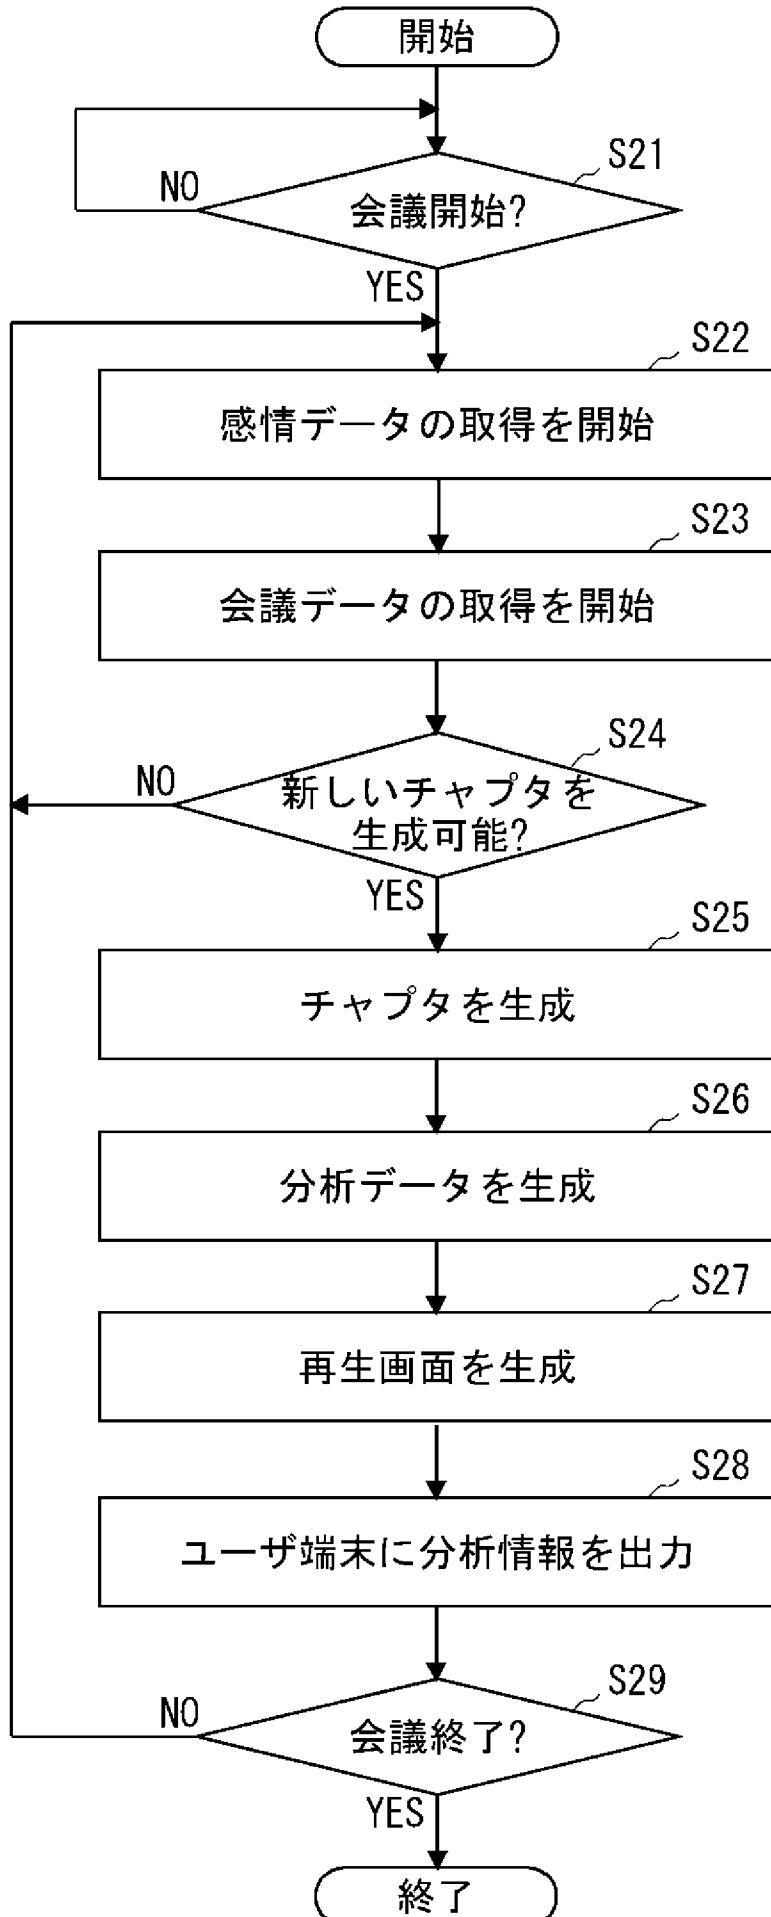 開始
S21
会議開始?
NO
YES
S22
感情データの取得を開始
S23
会議データの取得を開始
S24
新しいチャプタを
生成可能?
NO
YES
S25
チャプタを生成
S26
分析データを生成
S27
再生画面を生成
S28
ユーザ端末に分析情報を出力
S29
会議終了?
NO
YES
終了